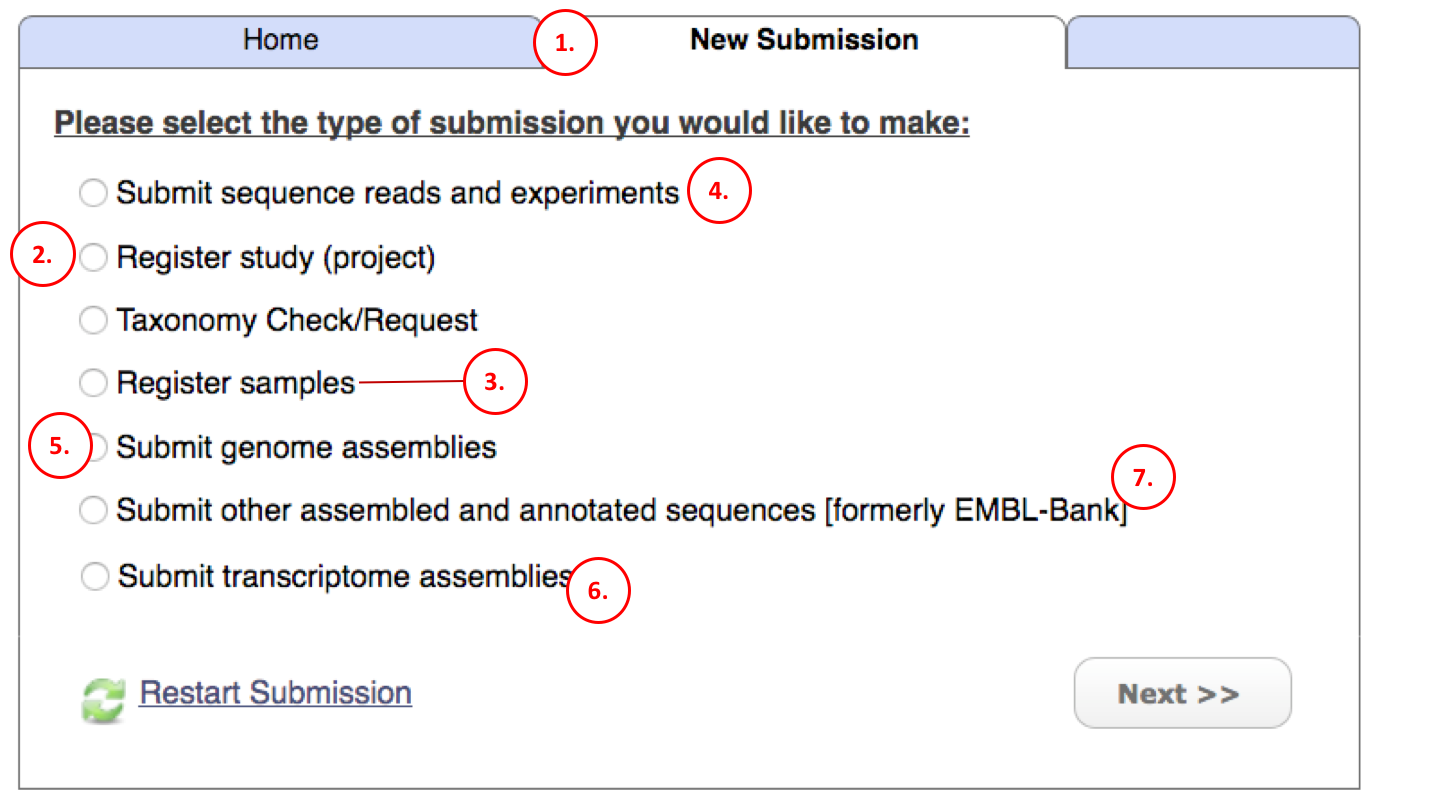 Home 1. New Submission
Please select the type of submission you would like to make:
Submit sequence reads and experiments 4.
2. Register study (project)
Taxonomy Check/Request
Register samples 3.
5. Submit genome assemblies
7.
Submit other assembled and annotated sequences [formerly EMBL-Bank]
Submit transcriptome assemblies 6.
Restart Submission Next >>